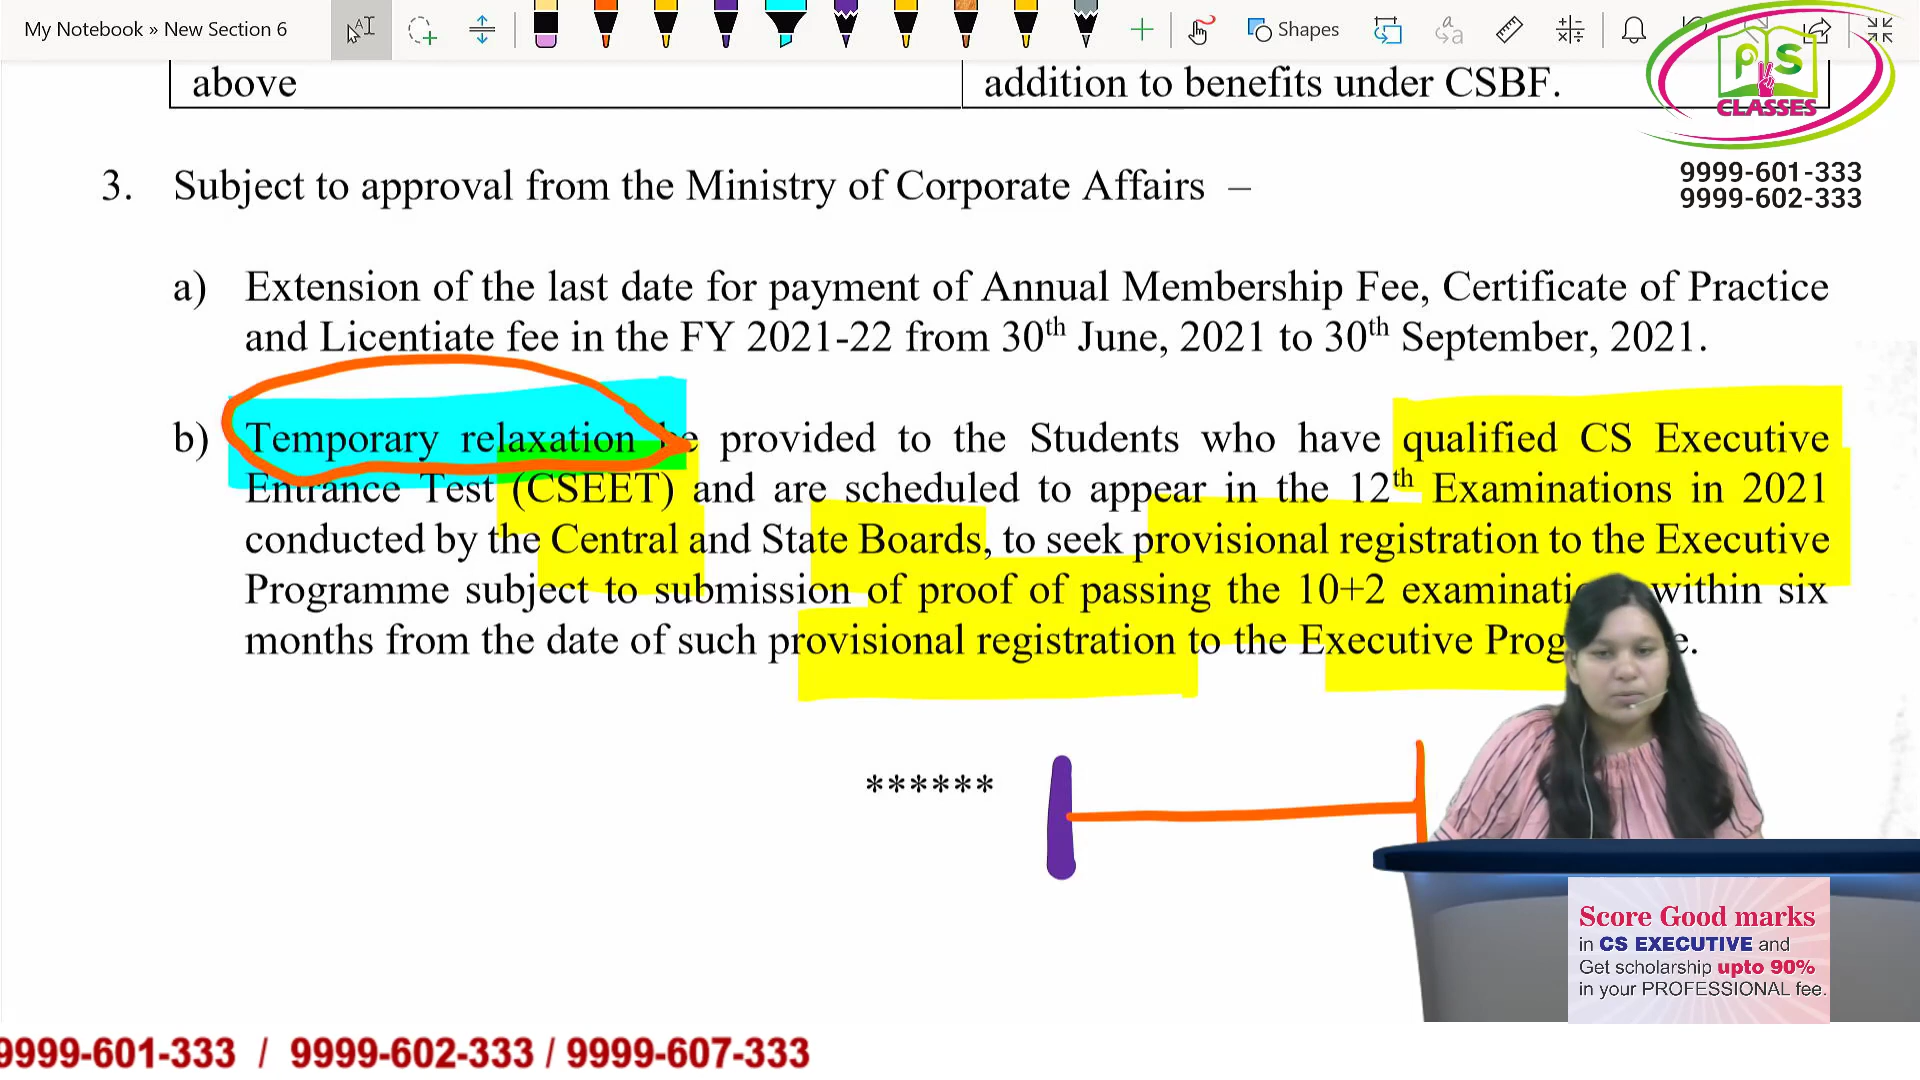 My Notebook » New Section 6
Shapes
above
addition to benefits under CSBF.
PS
CLASSES
9999-601-333
9999-602-333
3. Subject to approval from the Ministry of Corporate Affairs –
a) Extension of the last date for payment of Annual Membership Fee, Certificate of Practice
and Licentiate fee in the FY 2021-22 from 30th June, 2021 to 30th September, 2021.
b) Temporary relaxation be provided to the Students who have qualified CS Executive
Entrance Test (CSEET) and are scheduled to appear in the 12th Examinations in 2021
conducted by the Central and State Boards, to seek provisional registration to the Executive
Programme subject to submission of proof of passing the 10+2 within six
months from the date of such provisional registration to the Executive
******
Score Good marks
in CS EXECUTIVE and
Get scholarship upto 90%
in your PROFESSIONAL fee.
9999-601-333 / 9999-602-333 / 9999-607-333